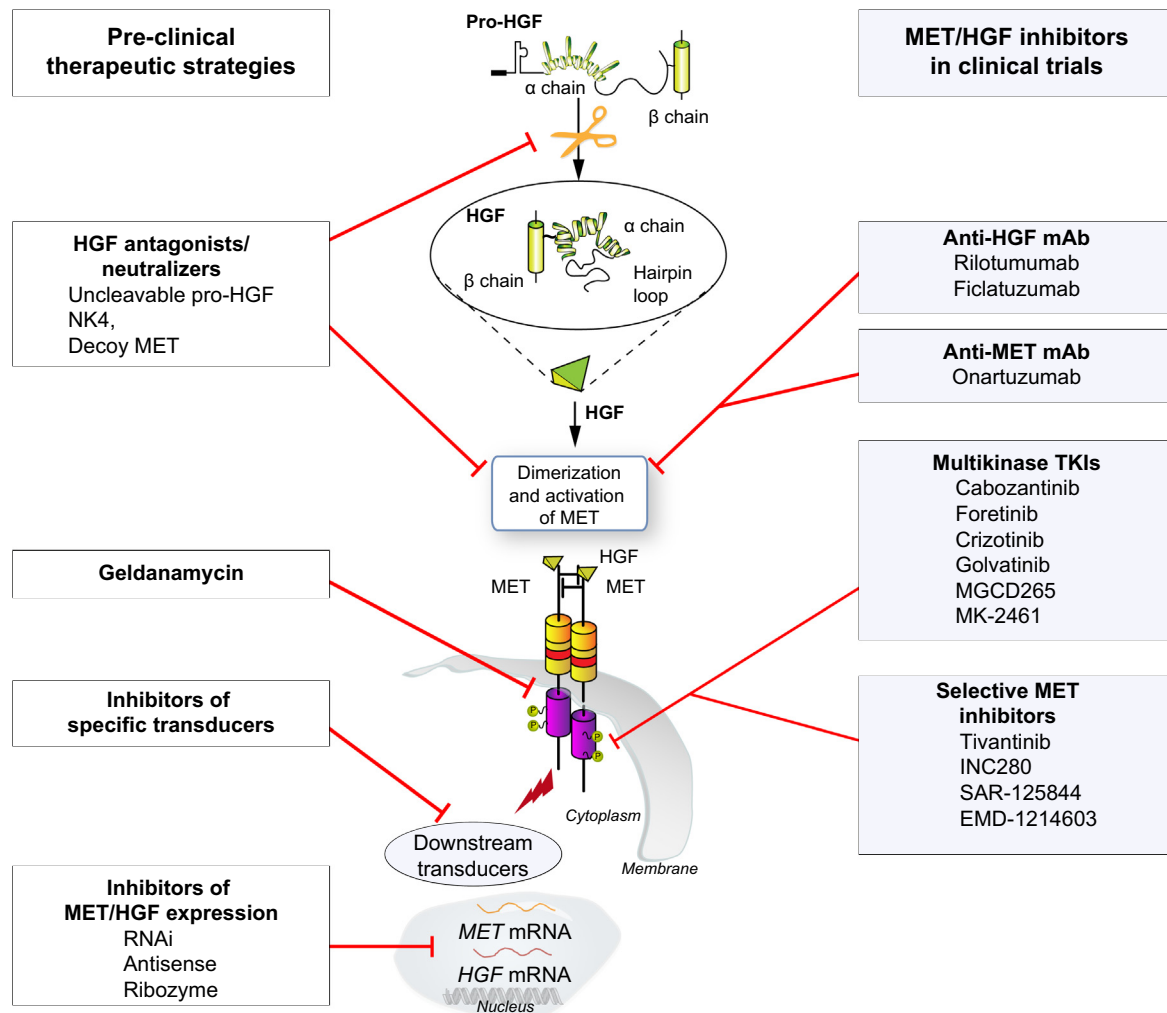 Pre-clinical
therapeutic strategies
HGF antagonists/
neutralizers
Uncleavable pro-HGF
NK4,
Decoy MET
Geldanamycin
Inhibitors of
specific transducers
Inhibitors of
MET/HGF expression
RNAi
Antisense
Ribozyme
Pro-HGF
α chain
β chain
HGF
α chain
β chain
Hairpin
loop
HGF
Dimerization
and activation
of MET
HGF
MET
MET
P
P
P
P
Cytoplasm
Membrane
Downstream
transducers
MET mRNA
HGF mRNA
Nucleus
MET/HGF inhibitors
in clinical trials
Anti-HGF mAb
Rilotumumab
Ficlatuzumab
Anti-MET mAb
Onartuzumab
Multikinase TKIs
Cabozantinib
Foretinib
Crizotinib
Golvatinib
MGCD265
MK-2461
Selective MET
inhibitors
Tivantinib
INC280
SAR-125844
EMD-1214603